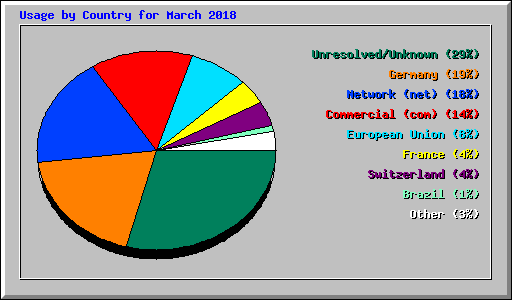 Usage by Country for March 2018
Unresolved/Unknown (29%)
Germany (19%)
Network (net) (18%)
Commercial (com) (14%)
European Union (8%)
France (4%)
Switzerland (4%)
Brazil (1%)
Other (3%)